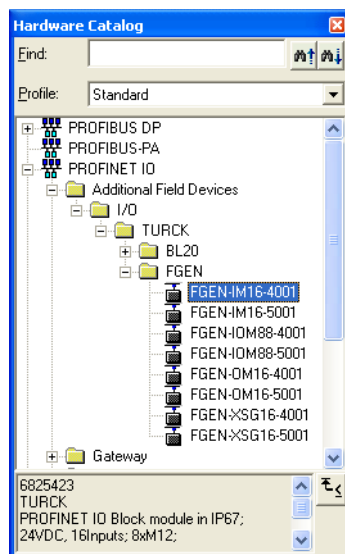 Hardware Catalog
Find:
Profile: Standard
PROFIBUS DP
PROFIBUS-PA
PROFINET IO
Additional Field Devices
I/O
TURCK
BL20
FGEN
FGEN-IM16-4001
FGEN-IM16-5001
FGEN-IOM88-4001
FGEN-IOM88-5001
FGEN-OM16-4001
FGEN-OM16-5001
FGEN-XSG16-4001
FGEN-XSG16-5001
Gateway
6825423
TURCK
PROFINET IO Block module in IP67;
24VDC, 16Inputs; 8xM12;